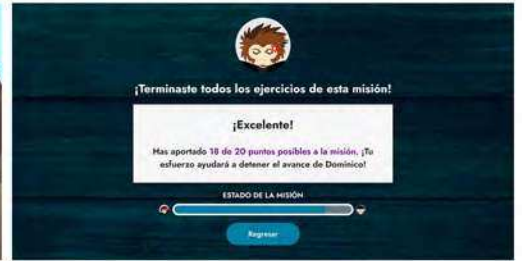 ¡Terminaste todos los ejercicios de esta misión!
¡Excelente!
Has aportado 18 de 20 puntos posibles a la misión, ¡Tu
esfuerzo ayudará a detener el avance de Dominico!
ESTADO DE LA MISIÓN
Regresar